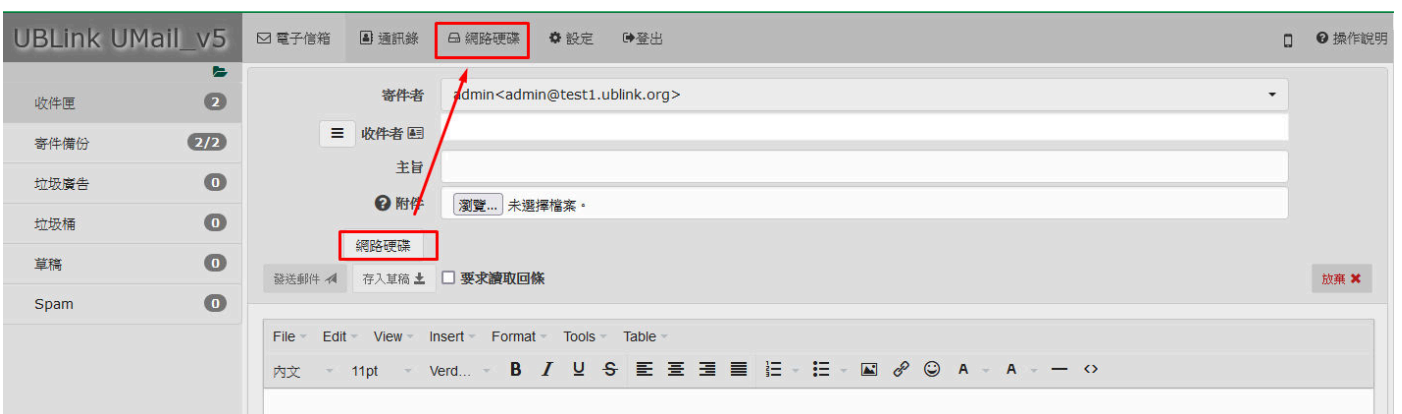 UBLink UMail_v5 電子信箱 通訊錄 網路硬碟 設定 登出 操作說明
收件匣 2
寄件備份 2/2
垃圾廣告 0
垃圾桶 0
草稿 0
Spam 0
寄件者 admin<admin@test1.ublink.org>
收件者
主旨
附件 瀏覽... 未選擇檔案。
網路硬碟
發送郵件 存入草稿 要求讀取回條 放棄
File Edit View Insert Format Tools Table
內文 11pt Verd... B I U S A A